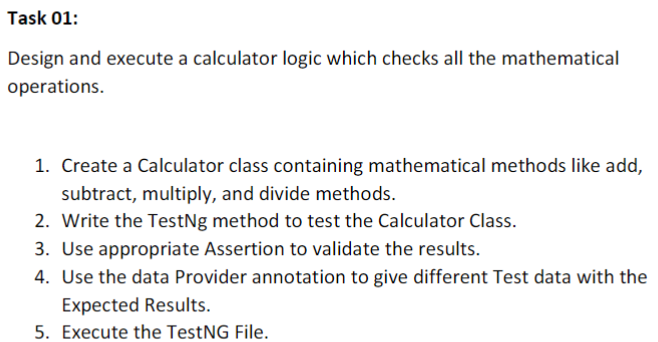 Task 01:
Design and execute a calculator logic which checks all the mathematical
operations.
1. Create a Calculator class containing mathematical methods like add,
subtract, multiply, and divide methods.
2. Write the TestNg method to test the Calculator Class.
3. Use appropriate Assertion to validate the results.
4. Use the data Provider annotation to give different Test data with the
Expected Results.
5. Execute the TestNG File.